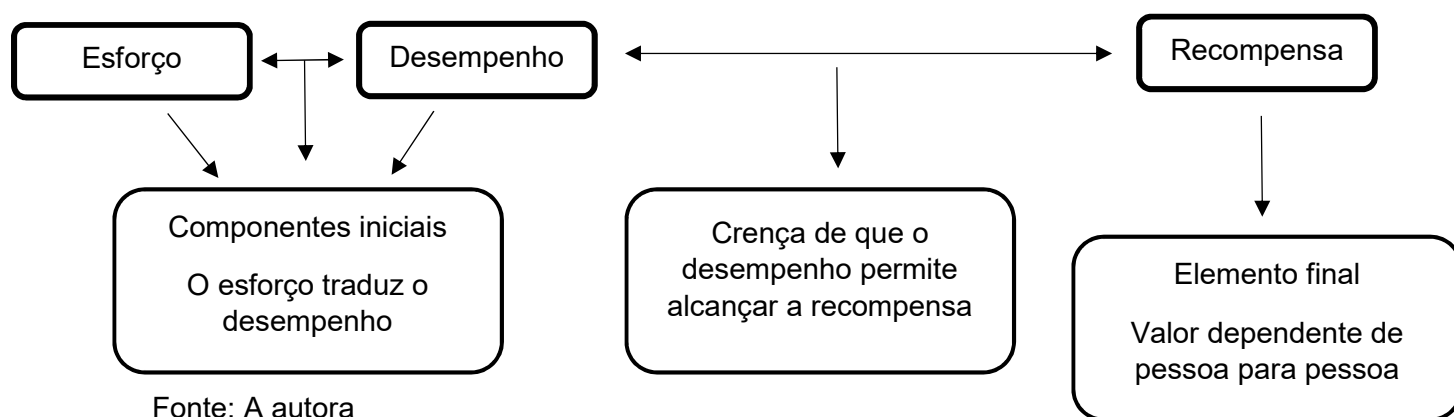 Esforço
Desempenho
Recompensa
Componentes iniciais
O esforço traduz o
desempenho
Crença de que o
desempenho permite
alcançar a recompensa
Elemento final
Valor dependente de
pessoa para pessoa
Fonte: A autora